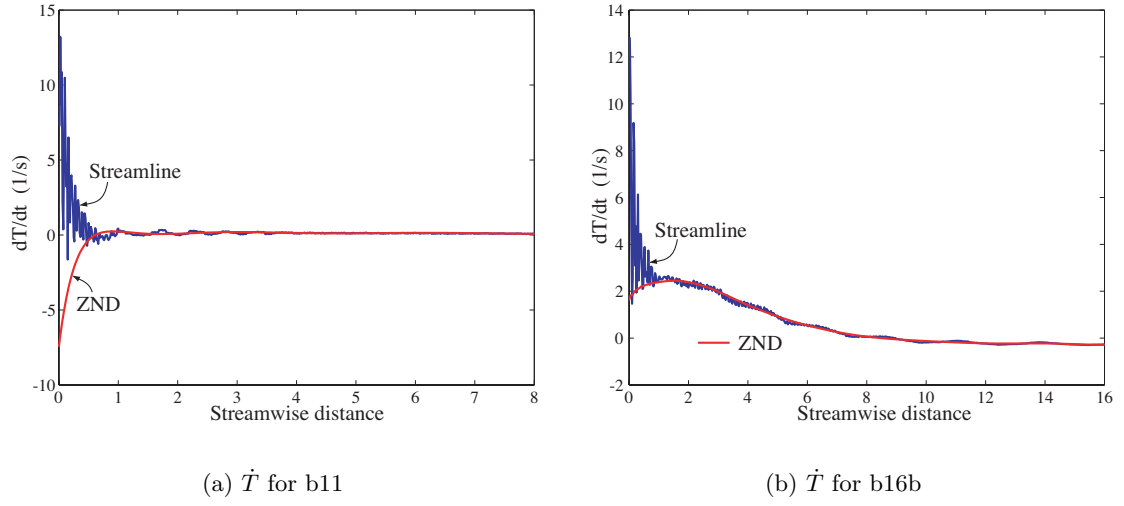 15
10
5
0
-5
-10
dT/dt (1/s)
Streamline
ZND
0 1 2 3 4 5 6 7 8
Streamwise distance
(a) Ṫ for b11
14
12
10
8
6
4
2
0
-2
dT/dt (1/s)
Streamline
ZND
0 2 4 6 8 10 12 14 16
Streamwise distance
(b) Ṫ for b16b